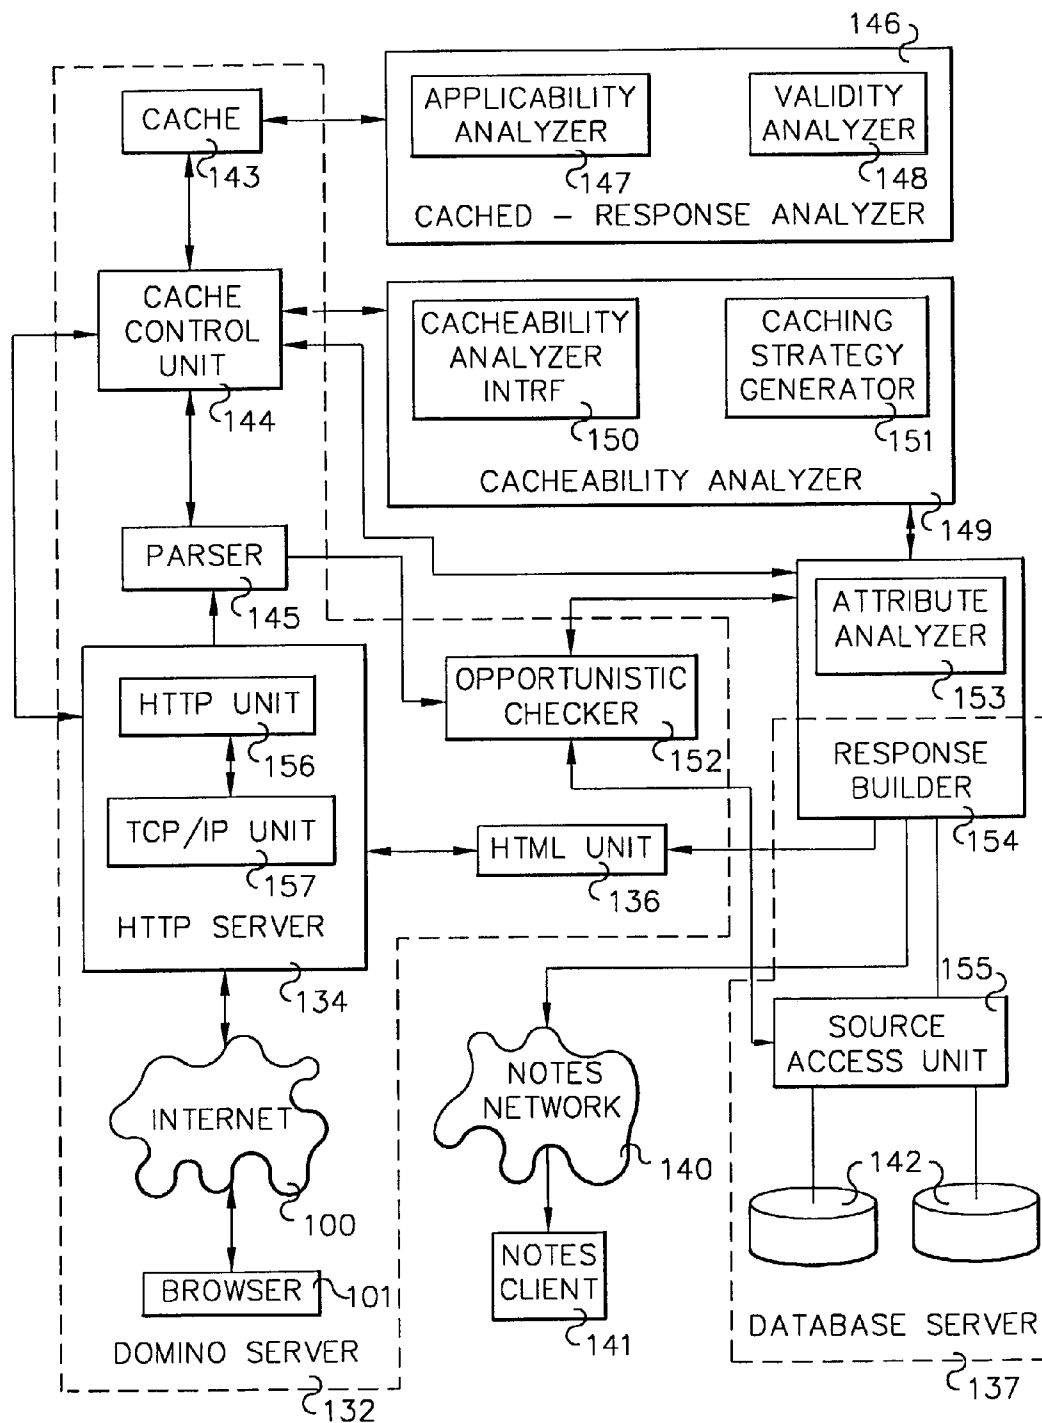 146
CACHE
143
APPLICABILITY
ANALYZER
147
VALIDITY
ANALYZER
148
CACHED - RESPONSE ANALYZER
CACHE
CONTROL
UNIT
144
CACHEABILITY
ANALYZER
INTRF
150
CACHING
STRATEGY
GENERATOR
151
CACHEABILITY ANALYZER
149
PARSER
145
ATTRIBUTE
ANALYZER
153
OPPORTUNISTIC
CHECKER
152
RESPONSE
BUILDER
154
HTTP UNIT
156
TCP/IP UNIT
157
HTTP SERVER
134
HTML UNIT
136
155
SOURCE
ACCESS UNIT
INTERNET
100
NOTES
NETWORK
140
142
BROWSER
101
NOTES
CLIENT
141
DOMINO SERVER
132
DATABASE SERVER
137